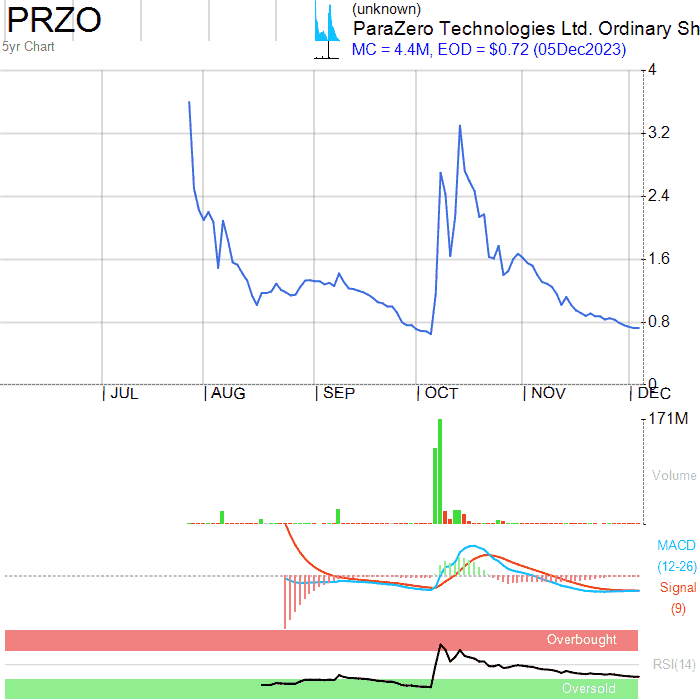 PRZO
5yr Chart
(unknown)
ParaZero Technologies Ltd. Ordinary Sh
MC = 4.4M, EOD = $0.72 (05Dec2023)
4
3.2
2.4
1.6
0.8
0
JUL AUG SEP OCT NOV DEC
171M
Volume
MACD
(12-26)
Signal
(9)
Overbought
RSI(14)
Oversold